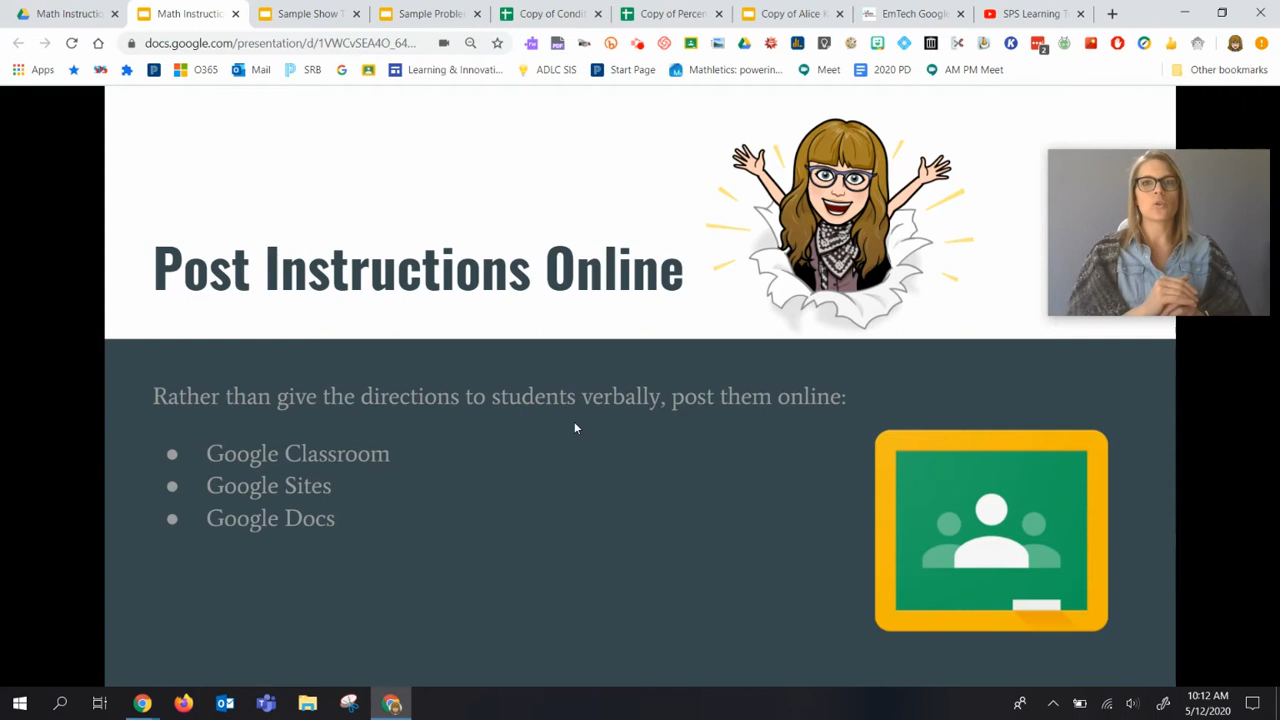 Math Instructio
Math Instructio
Sample Show T
Sample Proble
Copy of Condi
Copy of Percen
Copy of Alice K
EmTech Googl
SPS Learning T
docs.google.com/presentation/d/1VWCvSEA4O_64...
2
Apps
O365
Mail
SRB
Learning & Innovati...
ADLC SIS
Start Page
Mathletics: powerin...
Meet
2020 PD
AM PM Meet
Other bookmarks
Post Instructions Online
Rather than give the directions to students verbally, post them online:
● Google Classroom
● Google Sites
● Google Docs
10:12 AM
5/12/2020